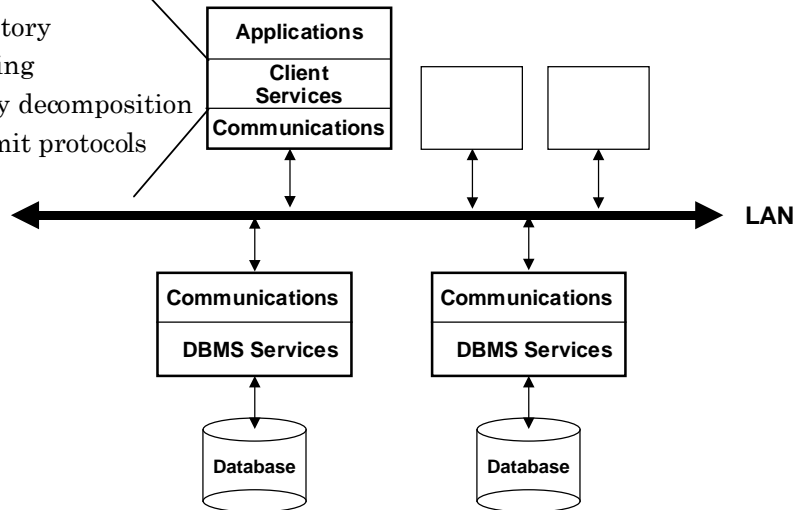 tory
ing
y decomposition
mit protocols
Applications
Client
Services
Communications
LAN
Communications
DBMS Services
Database
Communications
DBMS Services
Database